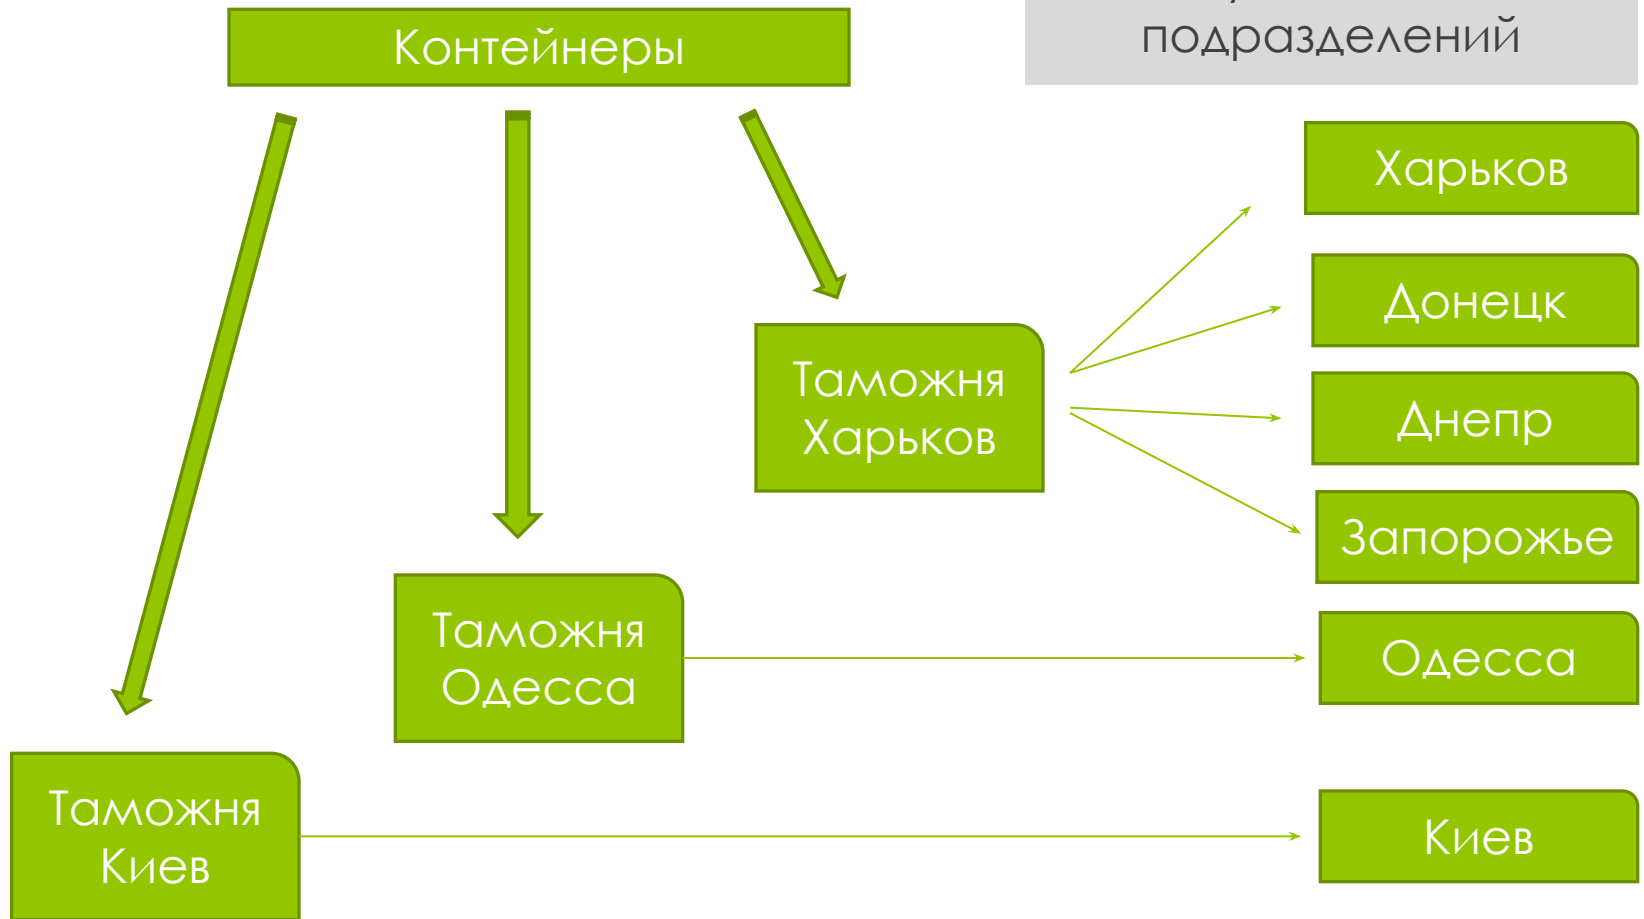 подразделений
Контейнеры
Харьков
Донецк
Таможня
Харьков
Днепр
Запорожье
Таможня
Одесса
Одесса
Таможня
Киев
Киев